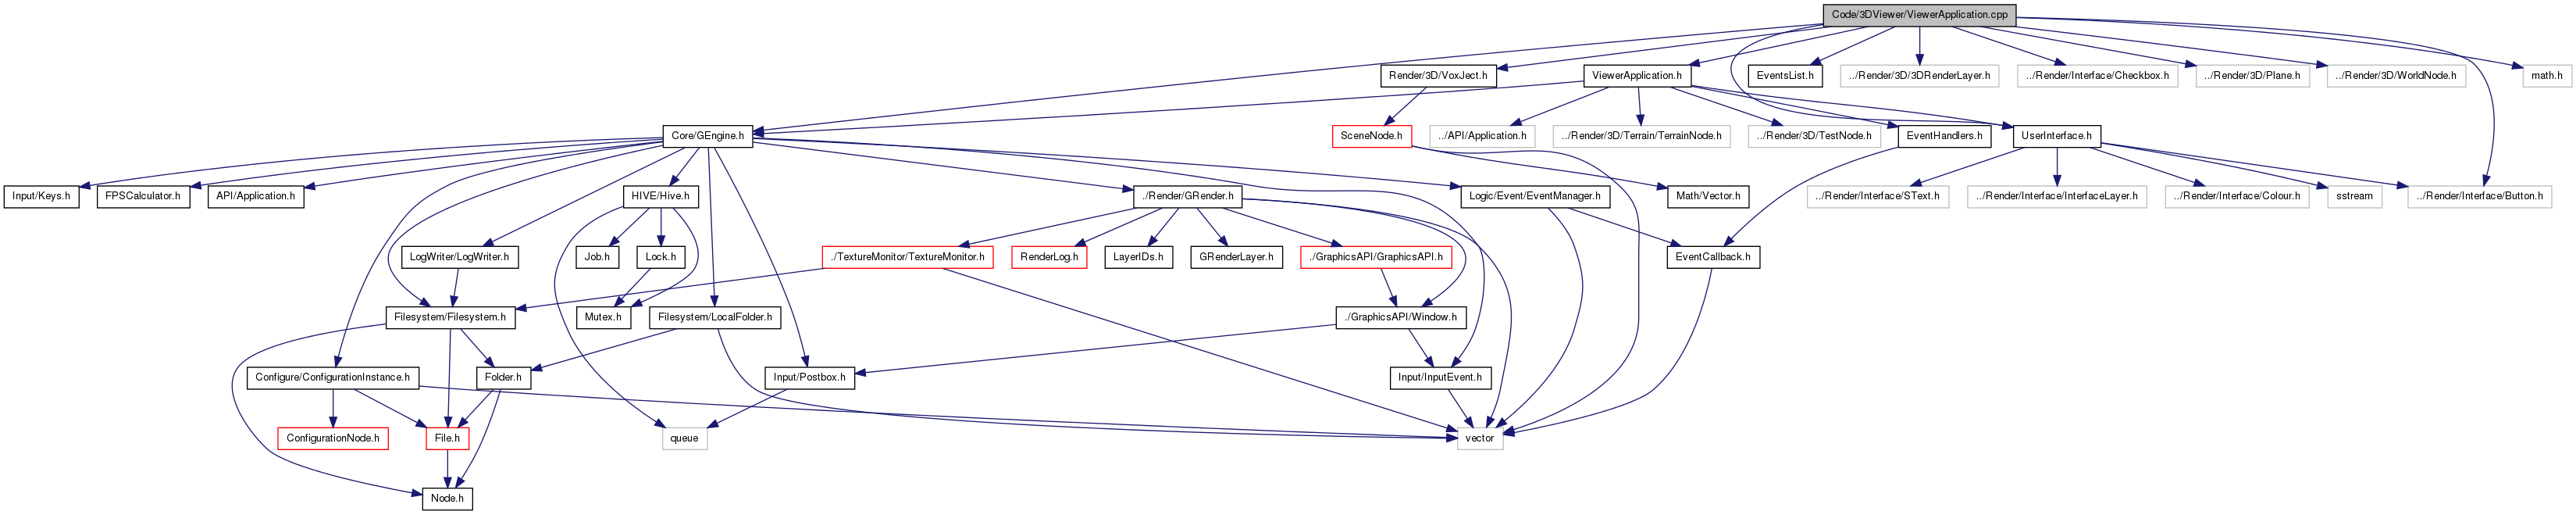 Code/3DViewer/ViewerApplication.cpp
Render/3D/VoxJect.h
ViewerApplication.h
EventsList.h
../Render/3D/3DRenderLayer.h
../Render/Interface/Checkbox.h
../Render/3D/Plane.h
../Render/3D/WorldNode.h
math.h
Core/GEngine.h
SceneNode.h
../API/Application.h
../Render/3D/Terrain/TerrainNode.h
../Render/3D/TestNode.h
EventHandlers.h
UserInterface.h
Input/Keys.h
FPSCalculator.h
API/Application.h
HIVE/Hive.h
./Render/GRender.h
Logic/Event/EventManager.h
Math/Vector.h
../Render/Interface/SText.h
../Render/Interface/InterfaceLayer.h
../Render/Interface/Colour.h
sstream
../Render/Interface/Button.h
LogWriter/LogWriter.h
Job.h
Lock.h
./TextureMonitor/TextureMonitor.h
RenderLog.h
LayerIDs.h
GRenderLayer.h
./GraphicsAPI/GraphicsAPI.h
EventCallback.h
Filesystem/Filesystem.h
Mutex.h
Filesystem/LocalFolder.h
./GraphicsAPI/Window.h
Configure/ConfigurationInstance.h
Folder.h
Input/Postbox.h
Input/InputEvent.h
ConfigurationNode.h
File.h
queue
vector
Node.h